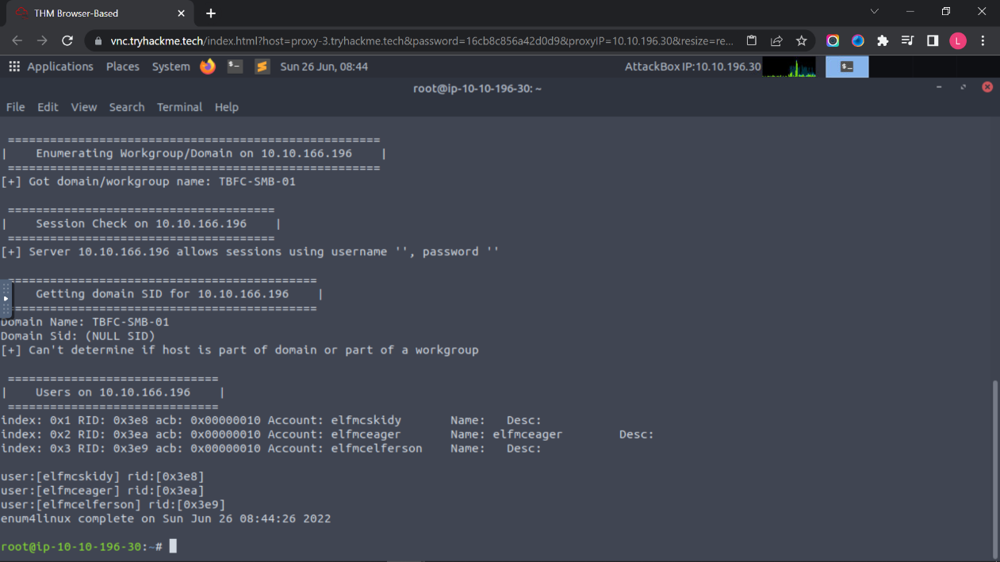 THM Browser-Based
vnc.tryhackme.tech/index.html?host=proxy-3.tryhackme.tech&password=16cb8c856a42d0d9&proxyIP=10.10.196.30&resize=re...
L
Applications Places System Sun 26 Jun, 08:44 AttackBox IP:10.10.196.30
root@ip-10-10-196-30: ~
File Edit View Search Terminal Help
====================================================
| Enumerating Workgroup/Domain on 10.10.166.196 |
====================================================
[+] Got domain/workgroup name: TBFC-SMB-01
======================================
| Session Check on 10.10.166.196 |
======================================
[+] Server 10.10.166.196 allows sessions using username '', password ''
============================================
Getting domain SID for 10.10.166.196 |
============================================
Domain Name: TBFC-SMB-01
Domain Sid: (NULL SID)
[+] Can't determine if host is part of domain or part of a workgroup
==============================
| Users on 10.10.166.196 |
==============================
index: 0x1 RID: 0x3e8 acb: 0x00000010 Account: elfmcskidy Name: Desc:
index: 0x2 RID: 0x3ea acb: 0x00000010 Account: elfmceager Name: elfmceager Desc:
index: 0x3 RID: 0x3e9 acb: 0x00000010 Account: elfmcelferson Name: Desc:
user:[elfmcskidy] rid:[0x3e8]
user:[elfmceager] rid:[0x3ea]
user:[elfmcelferson] rid:[0x3e9]
enum4linux complete on Sun Jun 26 08:44:26 2022
root@ip-10-10-196-30:~#